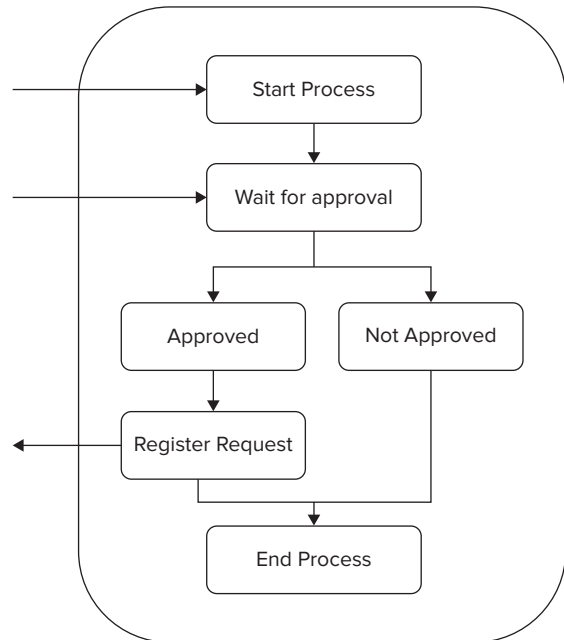 Start Process
Wait for approval
Approved
Not Approved
Register Request
End Process